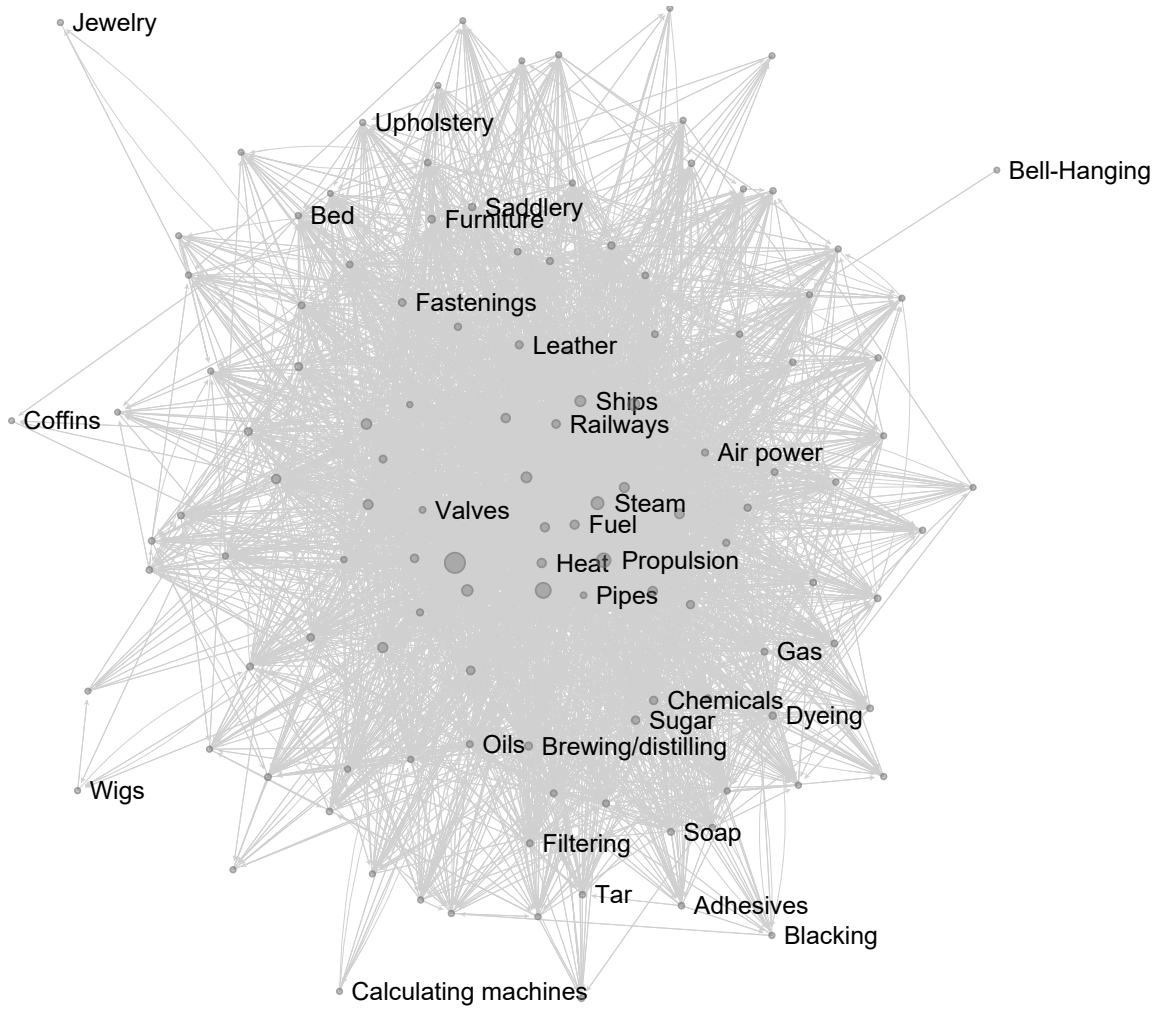 Jewelry
Upholstery
Bell-Hanging
Bed
Saddlery
Furniture
Fastenings
Leather
Ships
Railways
Coffins
Air power
Valves
Steam
Fuel
Heat
Propulsion
Pipes
Gas
Chemicals
Sugar
Dyeing
Oils
Brewing/distilling
Wigs
Soap
Filtering
Tar
Adhesives
Blacking
Calculating machines